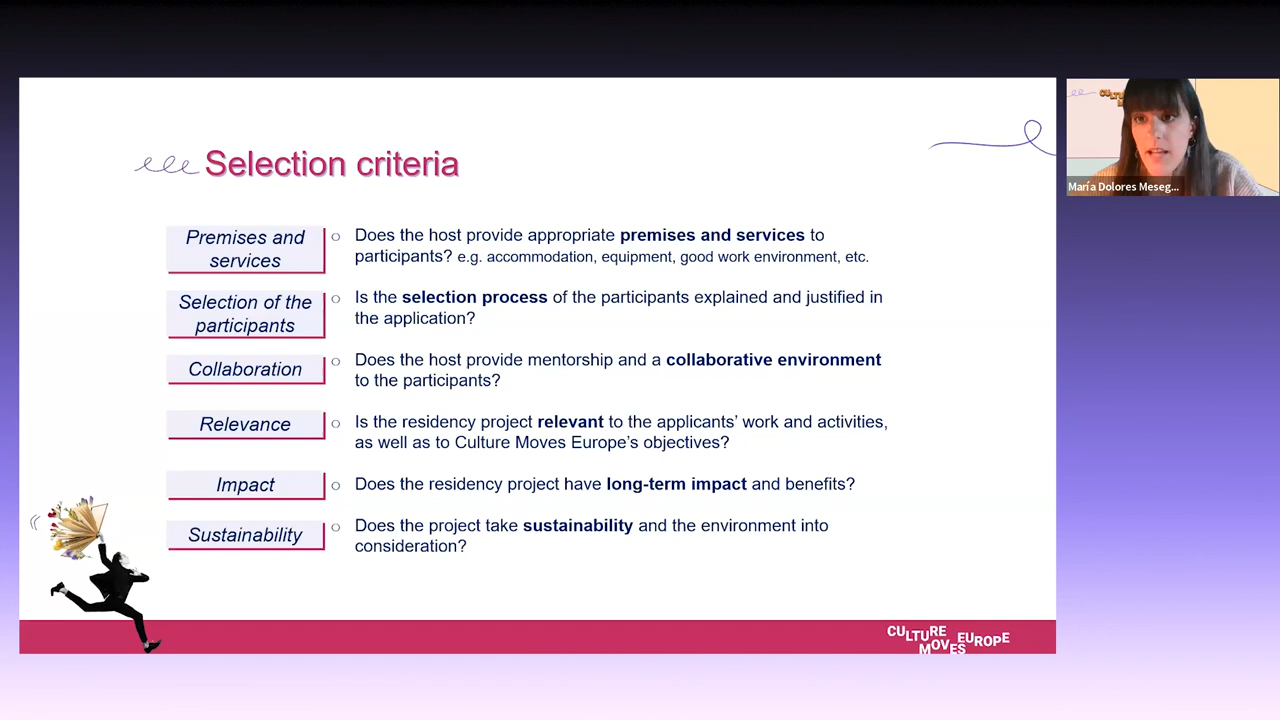 Selection criteria
Premises and
services
Does the host provide appropriate premises and services to
participants? e.g. accommodation, equipment, good work environment, etc.
Selection of the
participants
Is the selection process of the participants explained and justified in
the application?
Collaboration
Does the host provide mentorship and a collaborative environment
to the participants?
Relevance
Is the residency project relevant to the applicants' work and activities,
as well as to Culture Moves Europe's objectives?
Impact
Does the residency project have long-term impact and benefits?
Sustainability
Does the project take sustainability and the environment into
consideration?
CULTURE
MOVES EUROPE
María Dolores Meseg...